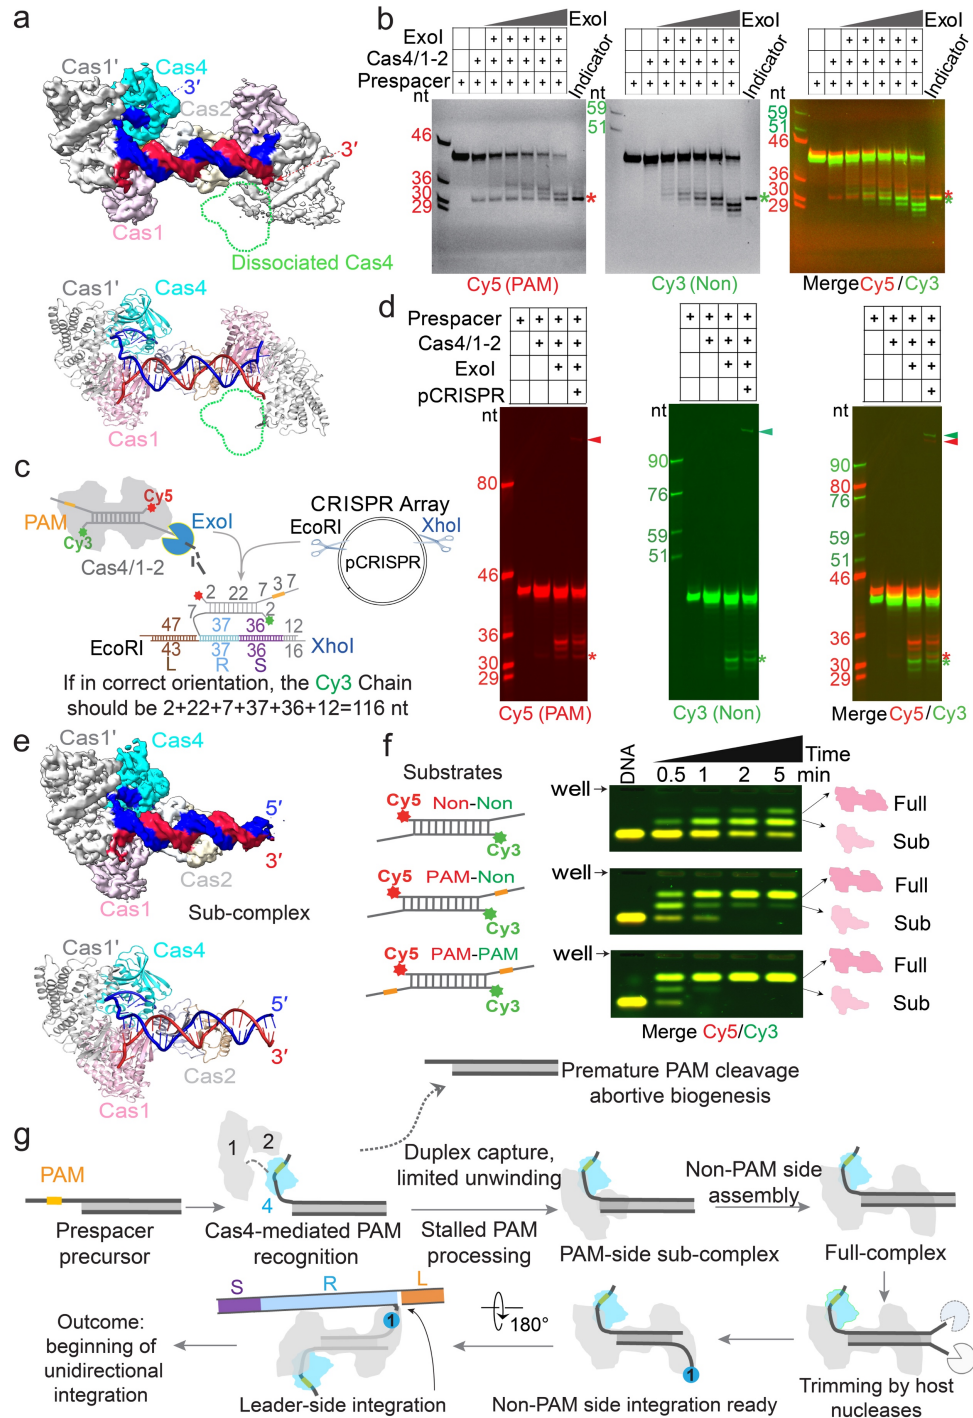 a
Cas1'
Cas4
3′
Cas2
3′
Cas1
Dissociated Cas4
Cas1'
Cas4
Cas1
b
ExoI
ExoI + + + + +
Cas4/1-2 + + + + + +
Prespacer + + + + + + +
Indicator
nt
46
36
30
29
*
Cy5 (PAM)
ExoI
+ + + + +
+ + + + + +
+ + + + + + +
Indicator
nt
59
51
*
Cy3 (Non)
ExoI
+ + + + +
+ + + + + +
+ + + + + + +
Indicator
nt
59
51
46
36
30
29
*
Merge Cy5/Cy3
c
PAM
Cy5
Cy3
ExoI
Cas4/1-2
CRISPR Array
EcoRI
XhoI
pCRISPR
2 22 7 3 7
7 2
47 37 36 12
EcoRI
XhoI
43 37 36 16
L R S
If in correct orientation, the Cy3 Chain
should be 2+22+7+37+36+12=116 nt
d
Prespacer + + + +
Cas4/1-2 + + +
ExoI + +
pCRISPR +
nt
80
46
36
30
29
*
Cy5 (PAM)
+ + + +
+ + +
+ +
+
nt
90
76
59
51
*
Cy3 (Non)
+ + + +
+ + +
+ +
+
nt
90
80
76
59
51
46
36
30
29
*
*
Merge Cy5/Cy3
e
Cas1'
Cas4
5′
3′
Cas2
Cas1
Sub-complex
Cas1'
Cas4
5′
3′
Cas2
Cas1
f
Substrates
Cy5 Non-Non
Cy3
Cy5 PAM-Non
Cy3
Cy5 PAM-PAM
Cy3
DNA
Time
0.5 1 2 5 min
well
Full
Sub
well
Full
Sub
well
Full
Sub
Merge Cy5/Cy3
Premature PAM cleavage
abortive biogenesis
g
PAM
Prespacer
precursor
1
2
4
Cas4-mediated PAM
recognition
Duplex capture,
limited unwinding
Stalled PAM
processing
PAM-side sub-complex
Non-PAM side
assembly
Full-complex
Trimming by host
nucleases
1
Non-PAM side integration ready
180°
S R L
1
Leader-side integration
Outcome:
beginning of
unidirectional
integration